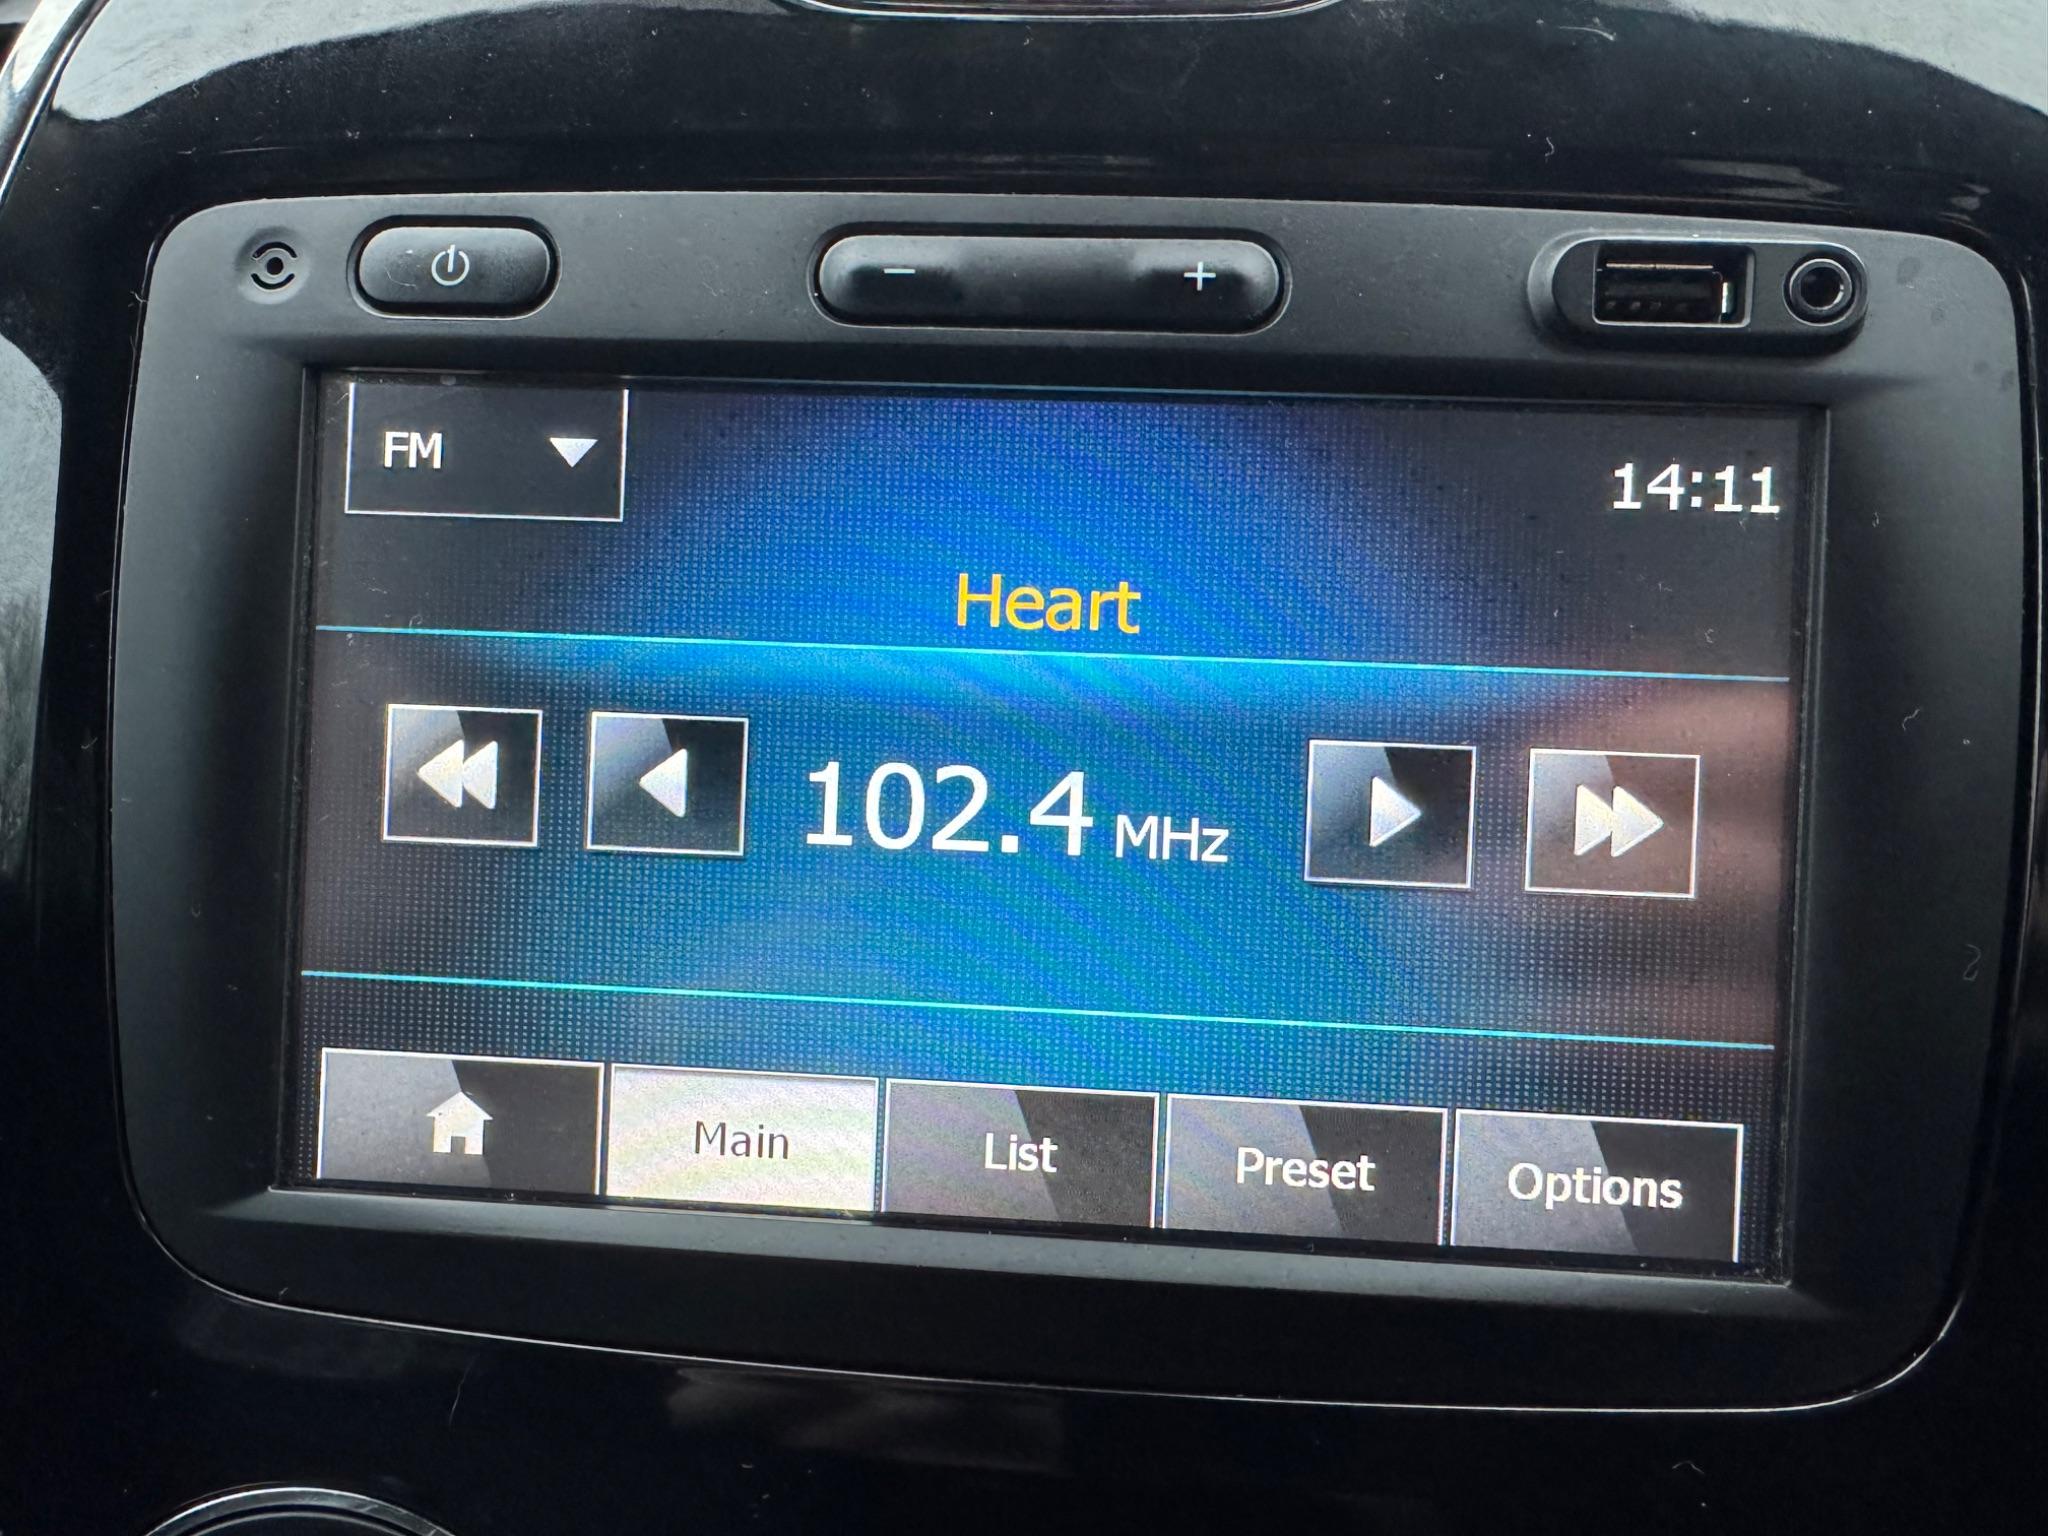 FM
14:11
Heart
102.4 MHz
Main
List
Preset
Options